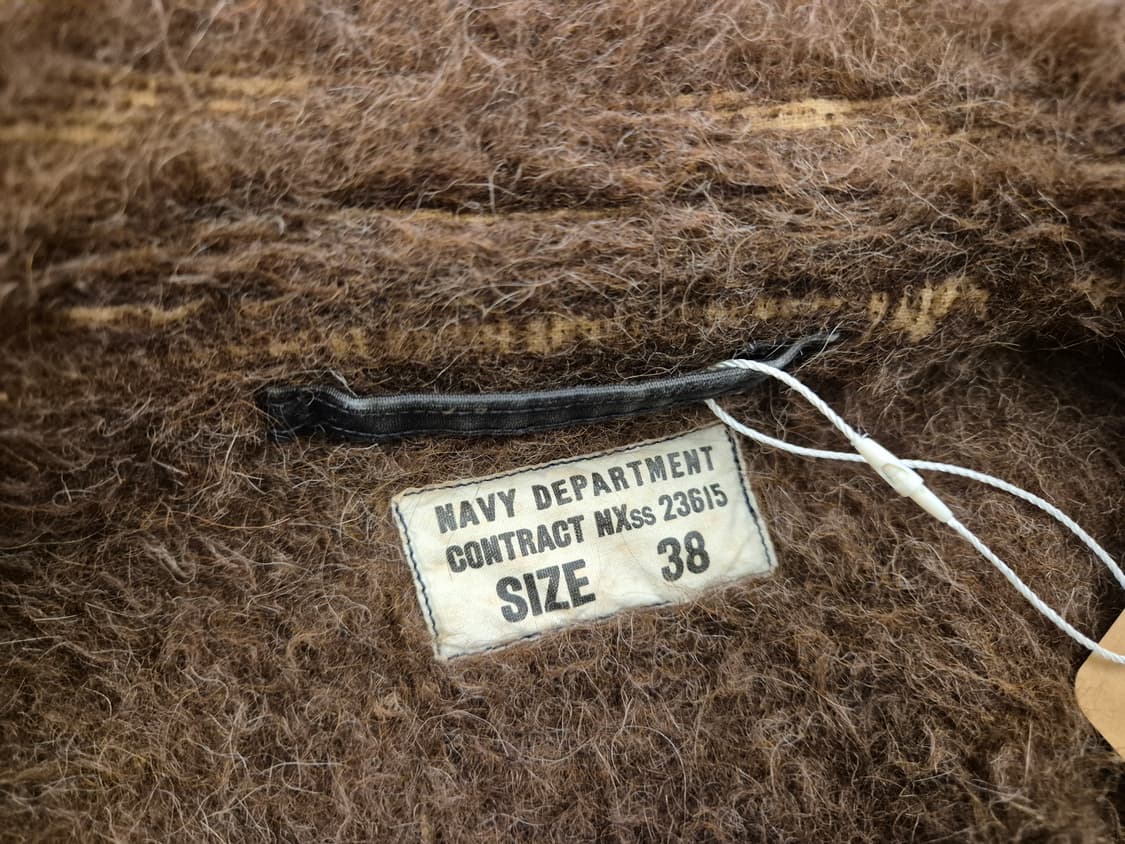 NAVY DEPARTMENT
CONTRACT NXss 23615
SIZE 38